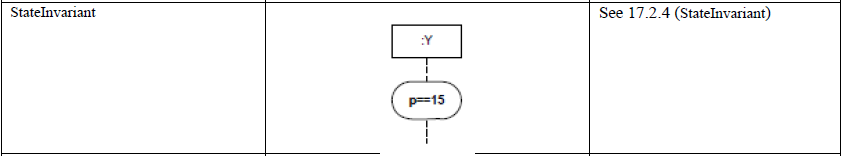 StateInvariant
:Y
p==15
See 17.2.4 (StateInvariant)